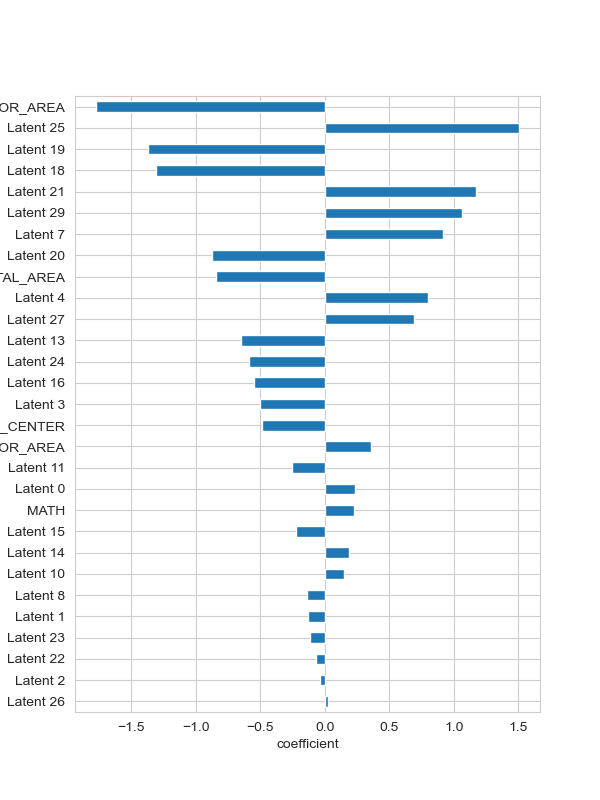 OR_AREA
Latent 25
Latent 19
Latent 18
Latent 21
Latent 29
Latent 7
Latent 20
TAL_AREA
Latent 4
Latent 27
Latent 13
Latent 24
Latent 16
Latent 3
_CENTER
OR_AREA
Latent 11
Latent 0
MATH
Latent 15
Latent 14
Latent 10
Latent 8
Latent 1
Latent 23
Latent 22
Latent 2
Latent 26
−1.5 −1.0 −0.5 0.0 0.5 1.0 1.5
coefficient